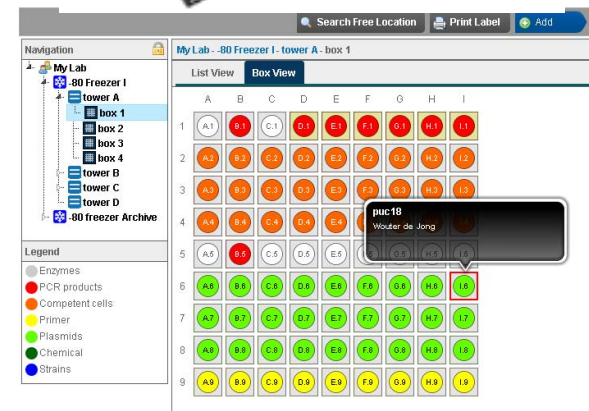 Search Free Location Print Label Add
Navigation
My Lab
-80 Freezer I
tower A
box 1
box 2
box 3
box 4
tower B
tower C
tower D
-80 freezer Archive
Legend
Enzymes
PCR products
Competent cells
Primer
Plasmids
Chemical
Strains
My Lab - -80 Freezer I - tower A - box 1
List View Box View
A B C D E F G H I
1 A.1 B.1 C.1 D.1 E.1 F.1 G.1 H.1 I.1
2 A.2 B.2 C.2 D.2 E.2 F.2 G.2 H.2 I.2
3 A.3 B.3 C.3 D.3 E.3 F.3 G.3 H.3 I.3
4 A.4 B.4 C.4 D.4 E.4
puc18
Wouter de Jong
5 A.5 B.5 C.5 D.5 E.5 F.5 G.5 H.5 I.5
6 A.6 B.6 C.6 D.6 E.6 F.6 G.6 H.6 I.6
7 A.7 B.7 C.7 D.7 E.7 F.7 G.7 H.7 I.7
8 A.8 B.8 C.8 D.8 E.8 F.8 G.8 H.8 I.8
9 A.9 B.9 C.9 D.9 E.9 F.9 G.9 H.9 I.9